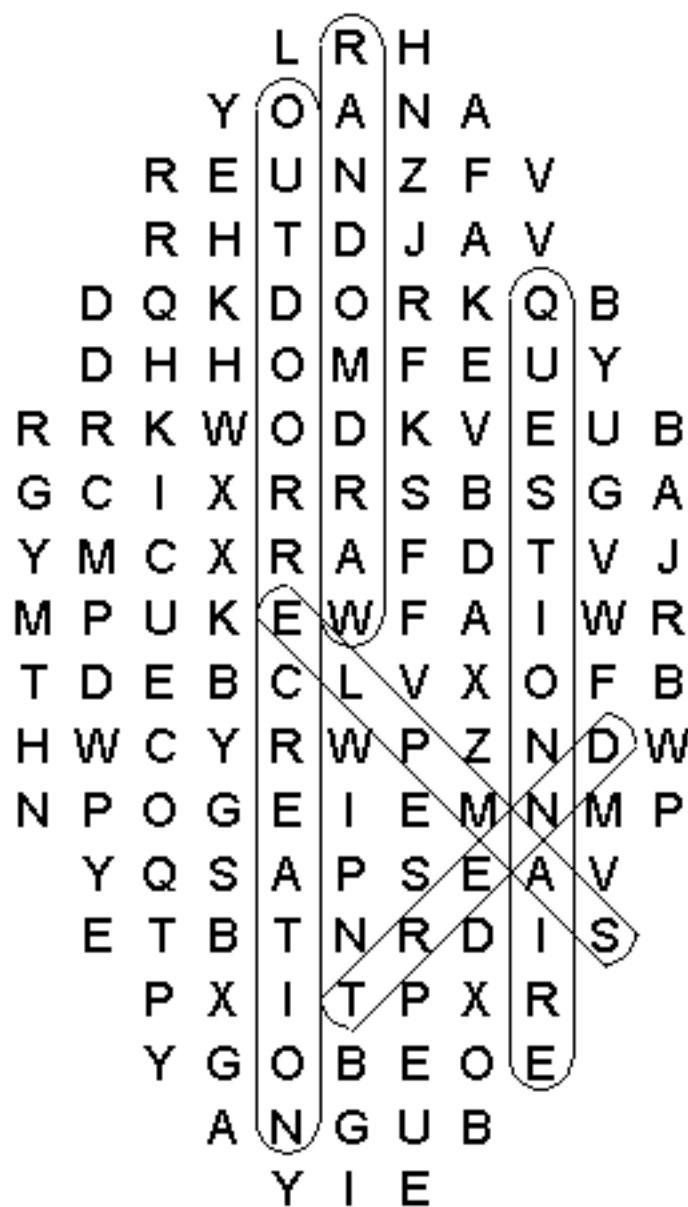 L R H
Y O A N A
R E U N Z F V
R H T D J A V
D Q K D O R K Q B
D H H O M F E U Y
R R K W O D K V E U B
G C I X R R S B S G A
Y M C X R A F D T V J
M P U K E W F A I W R
T D E B C L V X O F B
H W C Y R W P Z N D W
N P O G E I E M N M P
Y Q S A P S E A V
E T B T N R D I S
P X I T P X R
Y G O B E O E
A N G U B
Y I E